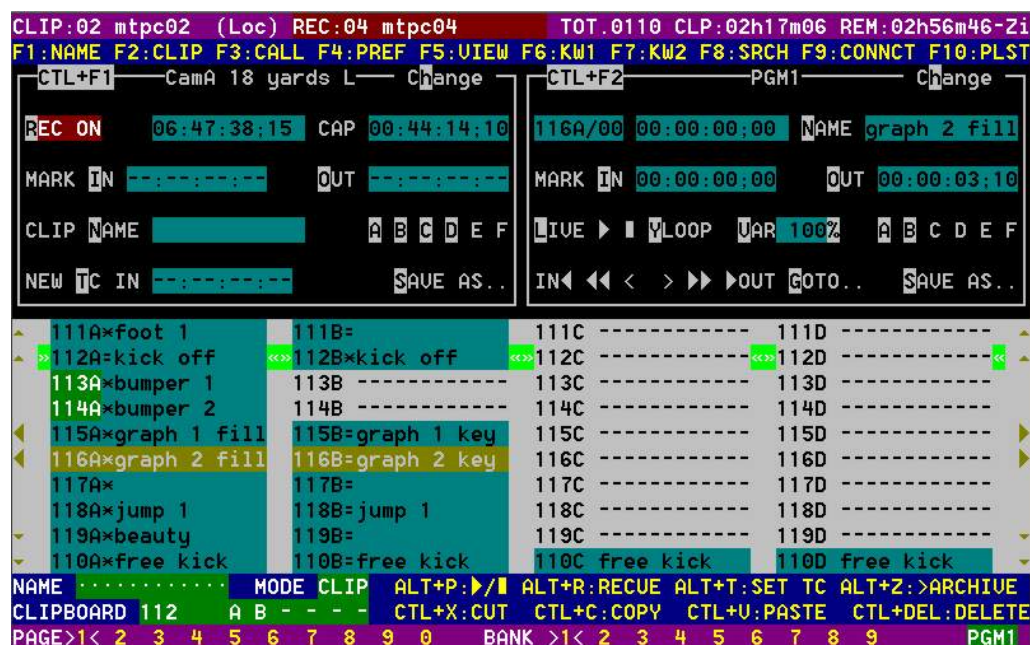 CLIP:02 mtpc02 (Loc) REC:04 mtpc04 TOT.0110 CLP:02h17m06 REM:02h56m46-Zi
F1:NAME F2:CLIP F3:CALL F4:PREF F5:VIEW F6:KW1 F7:KW2 F8:SRCH F9:CONNCT F10:PLST
CTL+F1 CamA 18 yards L Change CTL+F2 PGM1 Change
REC ON 06:47:38;15 CAP 00:44:14;10 116A/00 00:00:00;00 NAME graph 2 fill
MARK IN --:--:--:-- OUT --:--:--:-- MARK IN 00:00:00;00 OUT 00:00:03;10
CLIP NAME A B C D E F LIVE ▶ ▮ YLOOP VAR 100% A B C D E F
NEW TC IN --:--:--:-- SAVE AS.. IN◀ ◀◀ < > ▶▶ ▶OUT GOTO.. SAVE AS..
111A*foot 1 111B= 111C ------------ 111D ------------
»112A=kick off «»112B*kick off «»112C ------------ «»112D ------------ «
113A*bumper 1 113B ------------ 113C ------------ 113D ------------
114A*bumper 2 114B ------------ 114C ------------ 114D ------------
115A*graph 1 fill 115B=graph 1 key 115C ------------ 115D ------------
116A*graph 2 fill 116B=graph 2 key 116C ------------ 116D ------------
117A* 117B= 117C ------------ 117D ------------
118A*jump 1 118B=jump 1 118C ------------ 118D ------------
119A*beauty 119B= 119C ------------ 119D ------------
110A*free kick 110B=free kick 110C free kick 110D free kick
NAME ············ MODE CLIP ALT+P:▶/▮ ALT+R:RECUE ALT+T:SET TC ALT+Z:>ARCHIVE
CLIPBOARD 112 A B - - - - CTL+X:CUT CTL+C:COPY CTL+V:PASTE CTL+DEL:DELETE
PAGE>1< 2 3 4 5 6 7 8 9 0 BANK >1< 2 3 4 5 6 7 8 9 PGM1